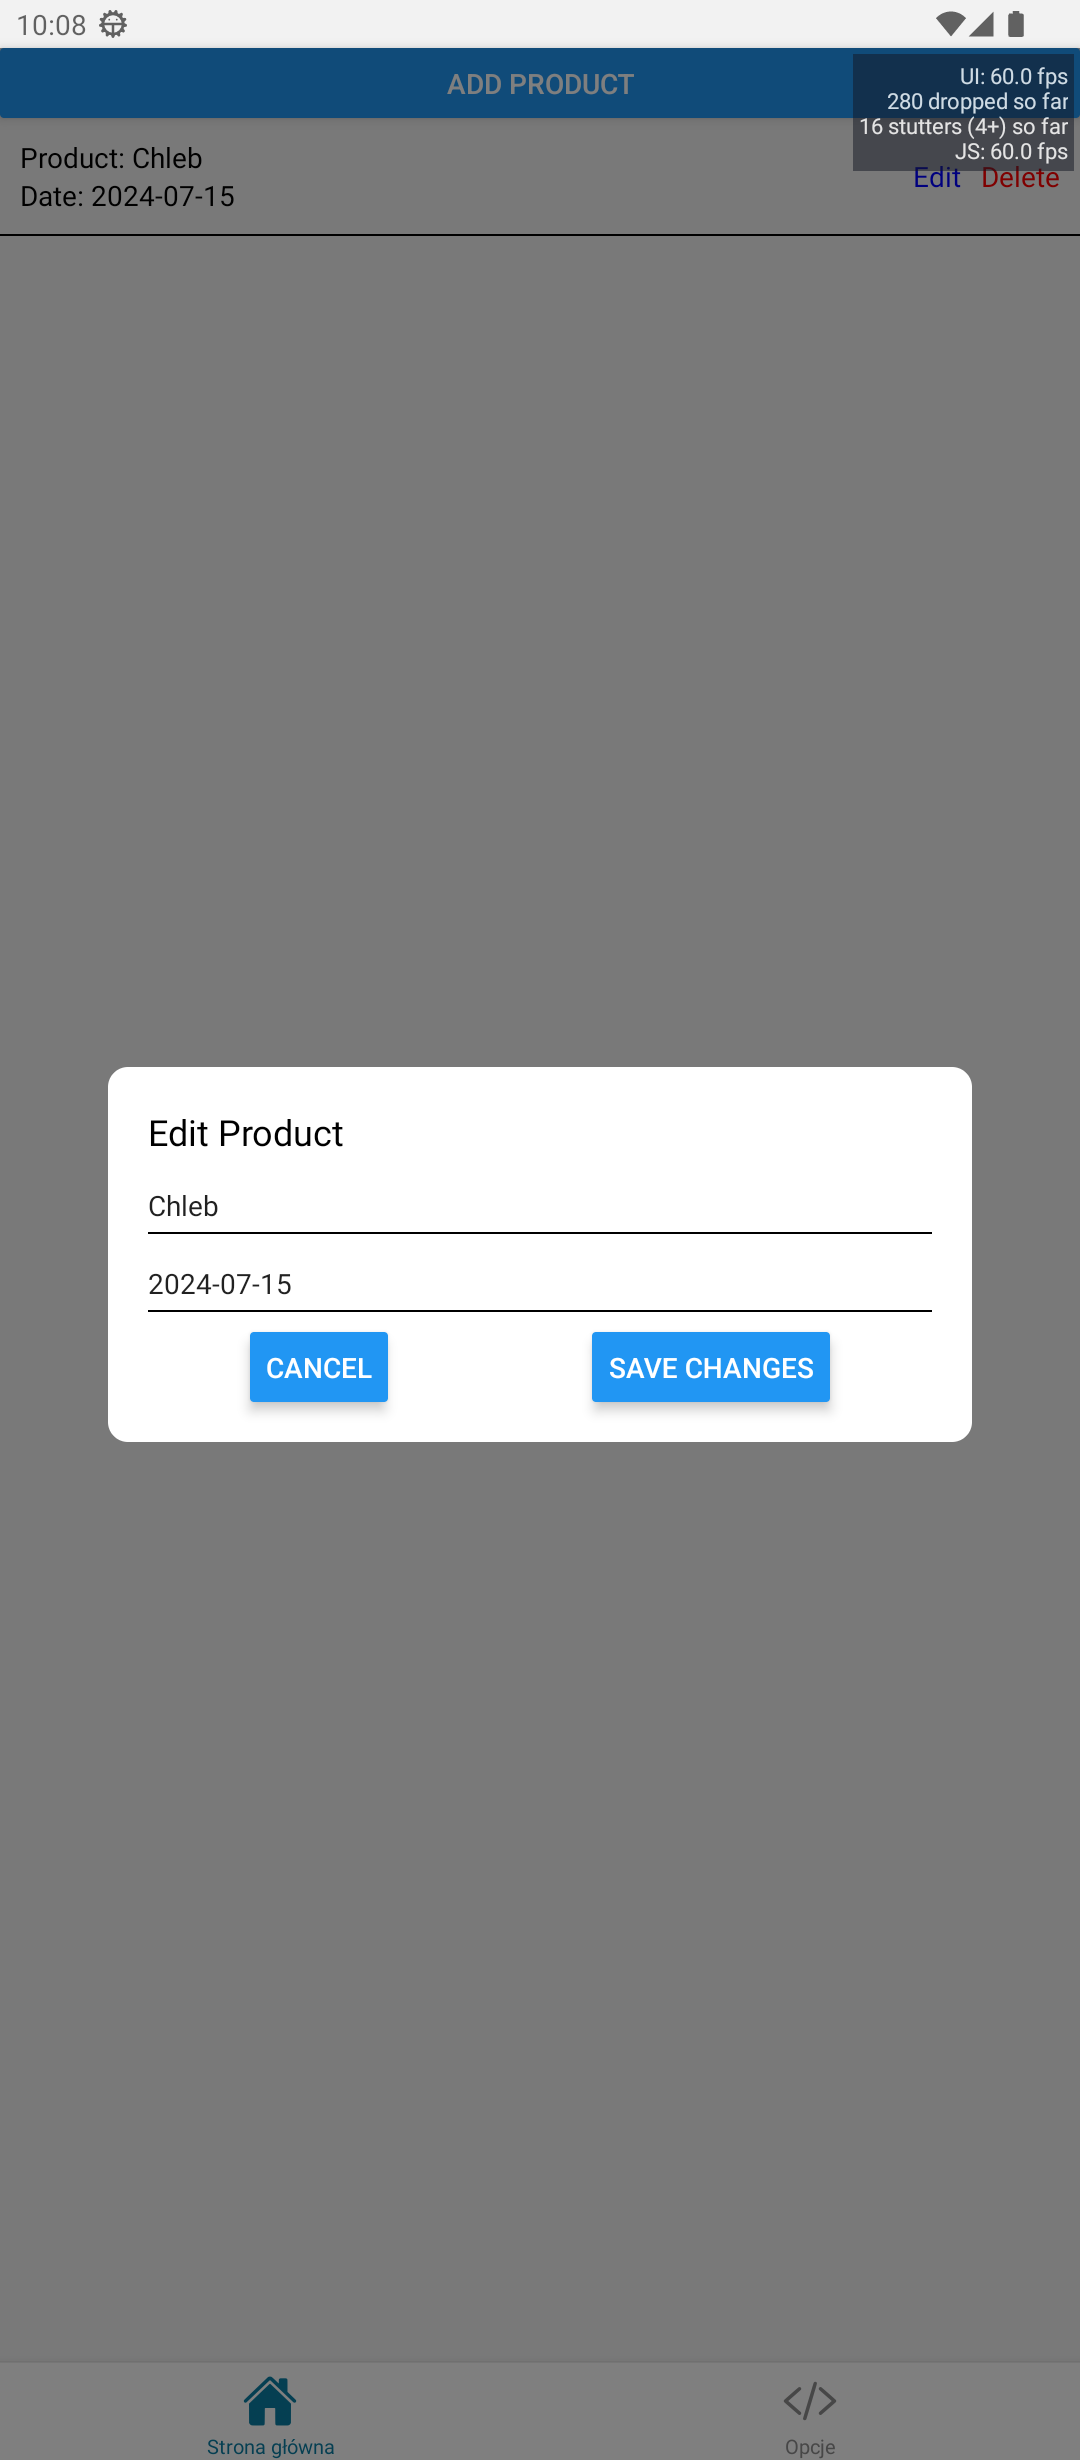 10:08
ADD PRODUCT
UI: 60.0 fps
280 dropped so far
16 stutters (4+) so far
JS: 60.0 fps
Product: Chleb
Date: 2024-07-15
Edit Delete
Edit Product
Chleb
2024-07-15
CANCEL SAVE CHANGES
Strona główna Opcje